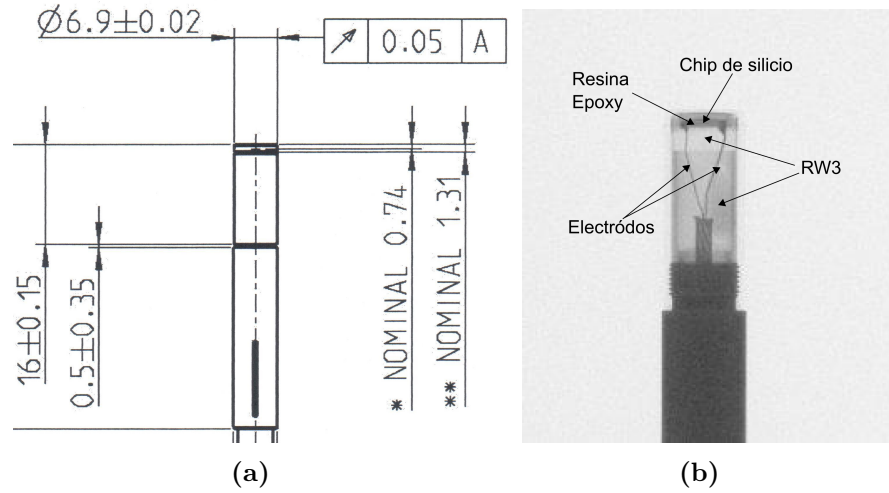 Ø6.9±0.02
0.05
A
16±0.15
0.5±0.35
* NOMINAL 0.74
** NOMINAL 1.31
(a)
Chip de silicio
Resina
Epoxy
RW3
Electródos
(b)